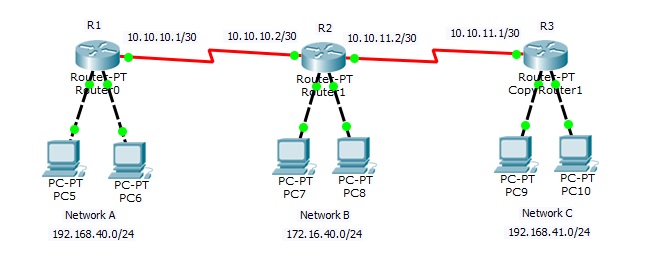 R1
10.10.10.1/30
10.10.10.2/30
R2
10.10.11.2/30
10.10.11.1/30
R3
Router-PT
Router0
Router-PT
Router1
Router-PT
CopyRouter1
PC-PT
PC5
PC-PT
PC6
PC-PT
PC7
PC-PT
PC8
PC-PT
PC9
PC-PT
PC10
Network A
192.168.40.0/24
Network B
172.16.40.0/24
Network C
192.168.41.0/24